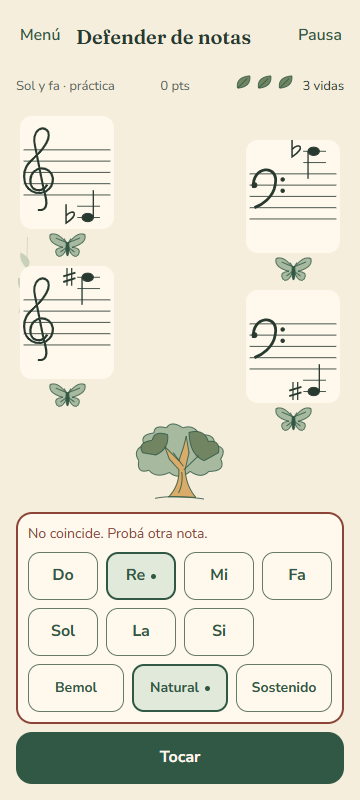 Menú
Defender de notas
Pausa
Sol y fa · práctica
0 pts
3 vidas
No coincide. Probá otra nota.
Do
Re •
Mi
Fa
Sol
La
Si
Bemol
Natural •
Sostenido
Tocar